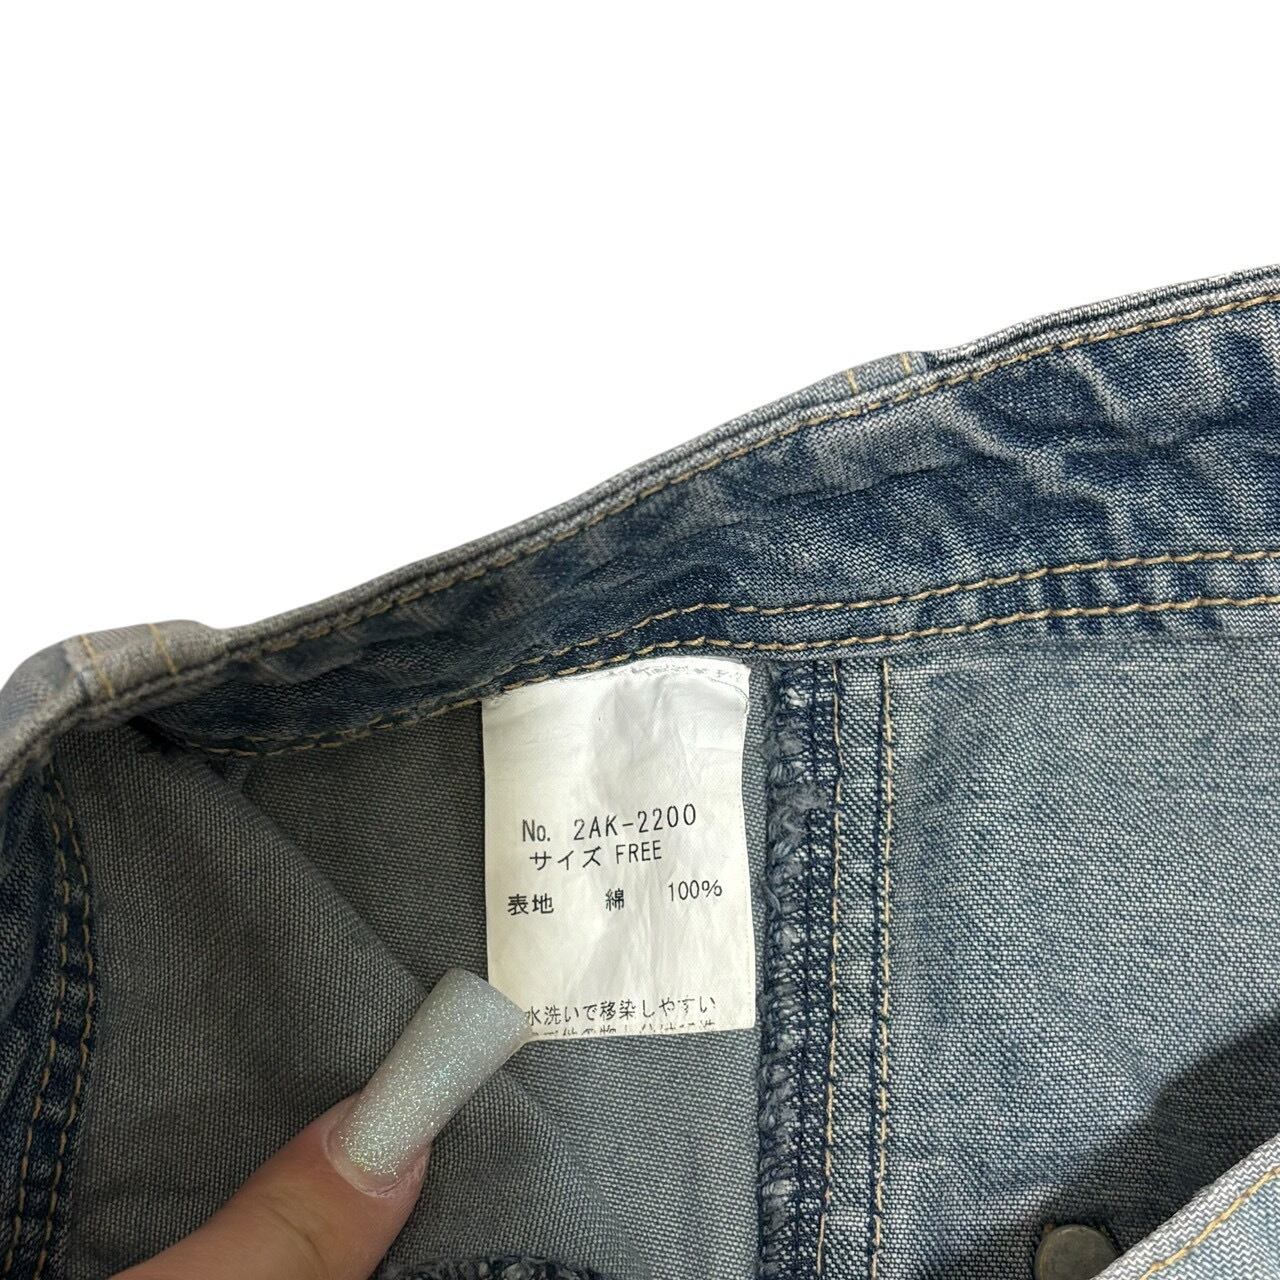 No. 2AK-2200
サイズ FREE
表地 綿 100%
水洗いで移染しやすい